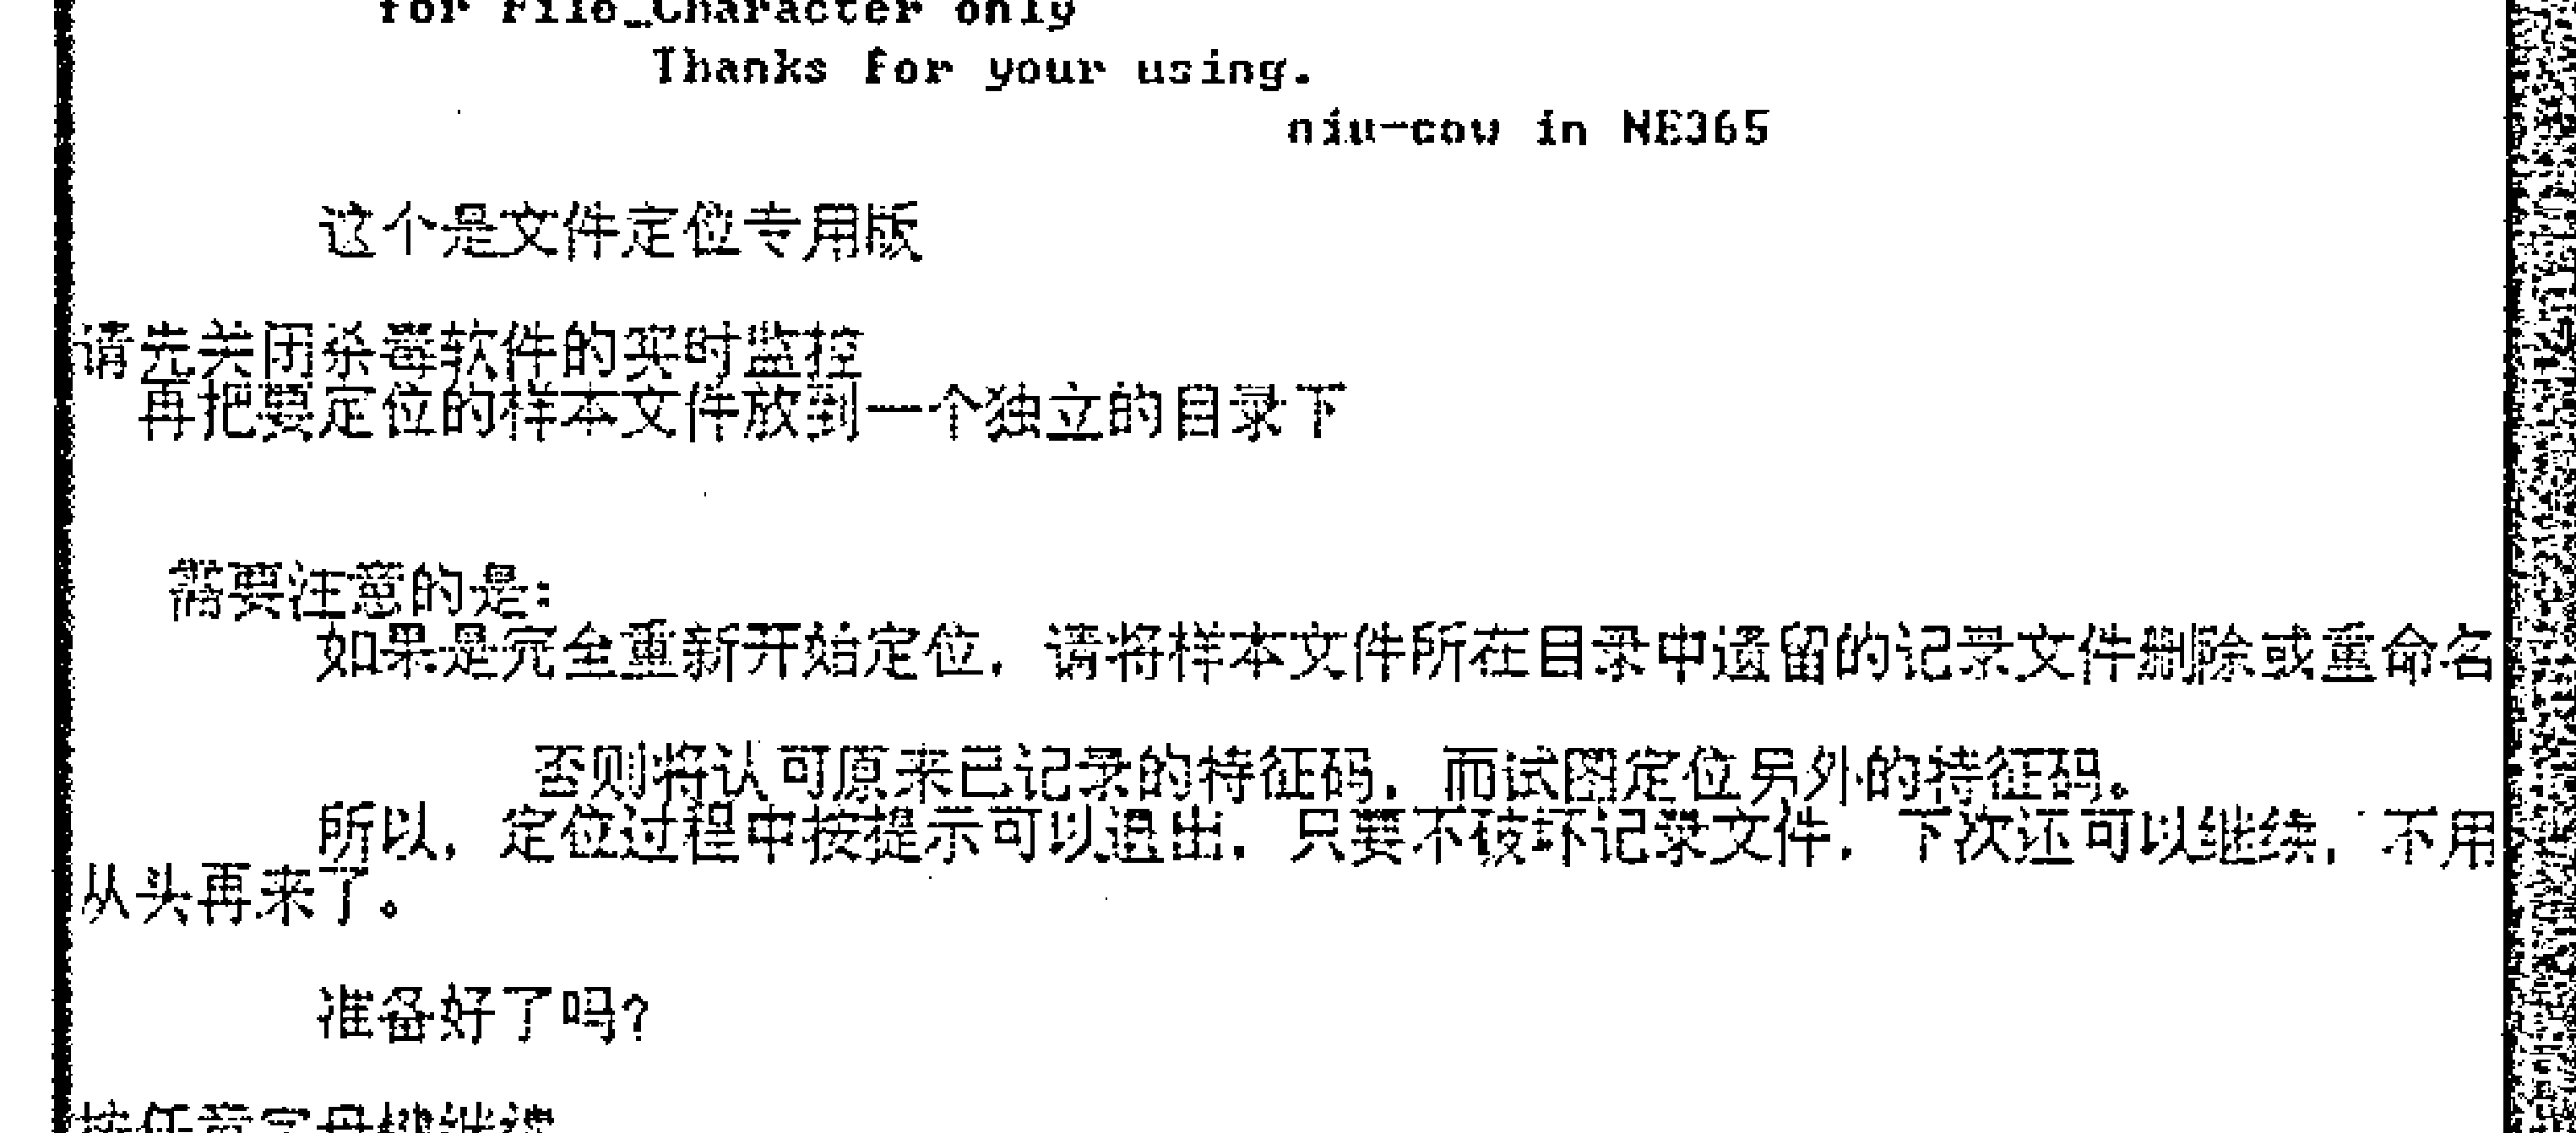 for File_Character only
Thanks for your using.
niu-cow in NE365
这个是文件定位专用版
请先关闭杀毒软件的实时监控
再把要定位的样本文件放到一个独立的目录下
需要注意的是:
如果是完全重新开始定位, 请将样本文件所在目录中遗留的记录文件删除或重命名
否则将认可原来已记录的特征码, 而试图定位另外的特征码。
所以, 定位过程中按提示可以退出, 只要不破坏记录文件, 下次还可以继续, 不用
从头再来了。
准备好了吗?
按任意字母键继续